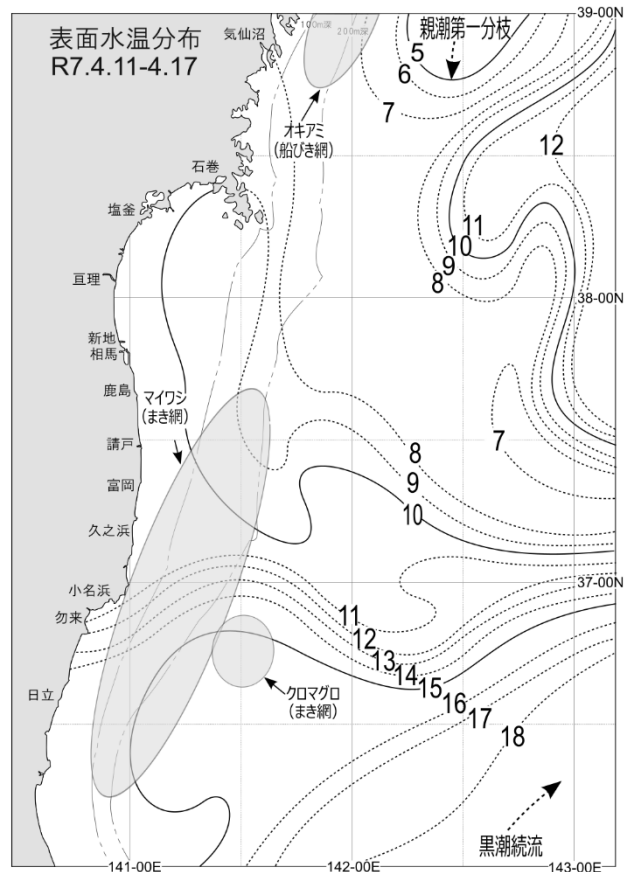 表面水温分布
R7.4.11-4.17
気仙沼
100m深
200m深
親潮第一分枝
39-00N
5
6
7
オキアミ
(船びき網)
12
石巻
塩釜
11
10
9
8
亘理
38-00N
新地
相馬
鹿島
マイワシ
(まき網)
請戸
富岡
8
7
9
10
久之浜
37-00N
小名浜
勿来
11
12
13
14
15
16
17
18
日立
クロマグロ
(まき網)
黒潮続流
141-00E
142-00E
143-00E